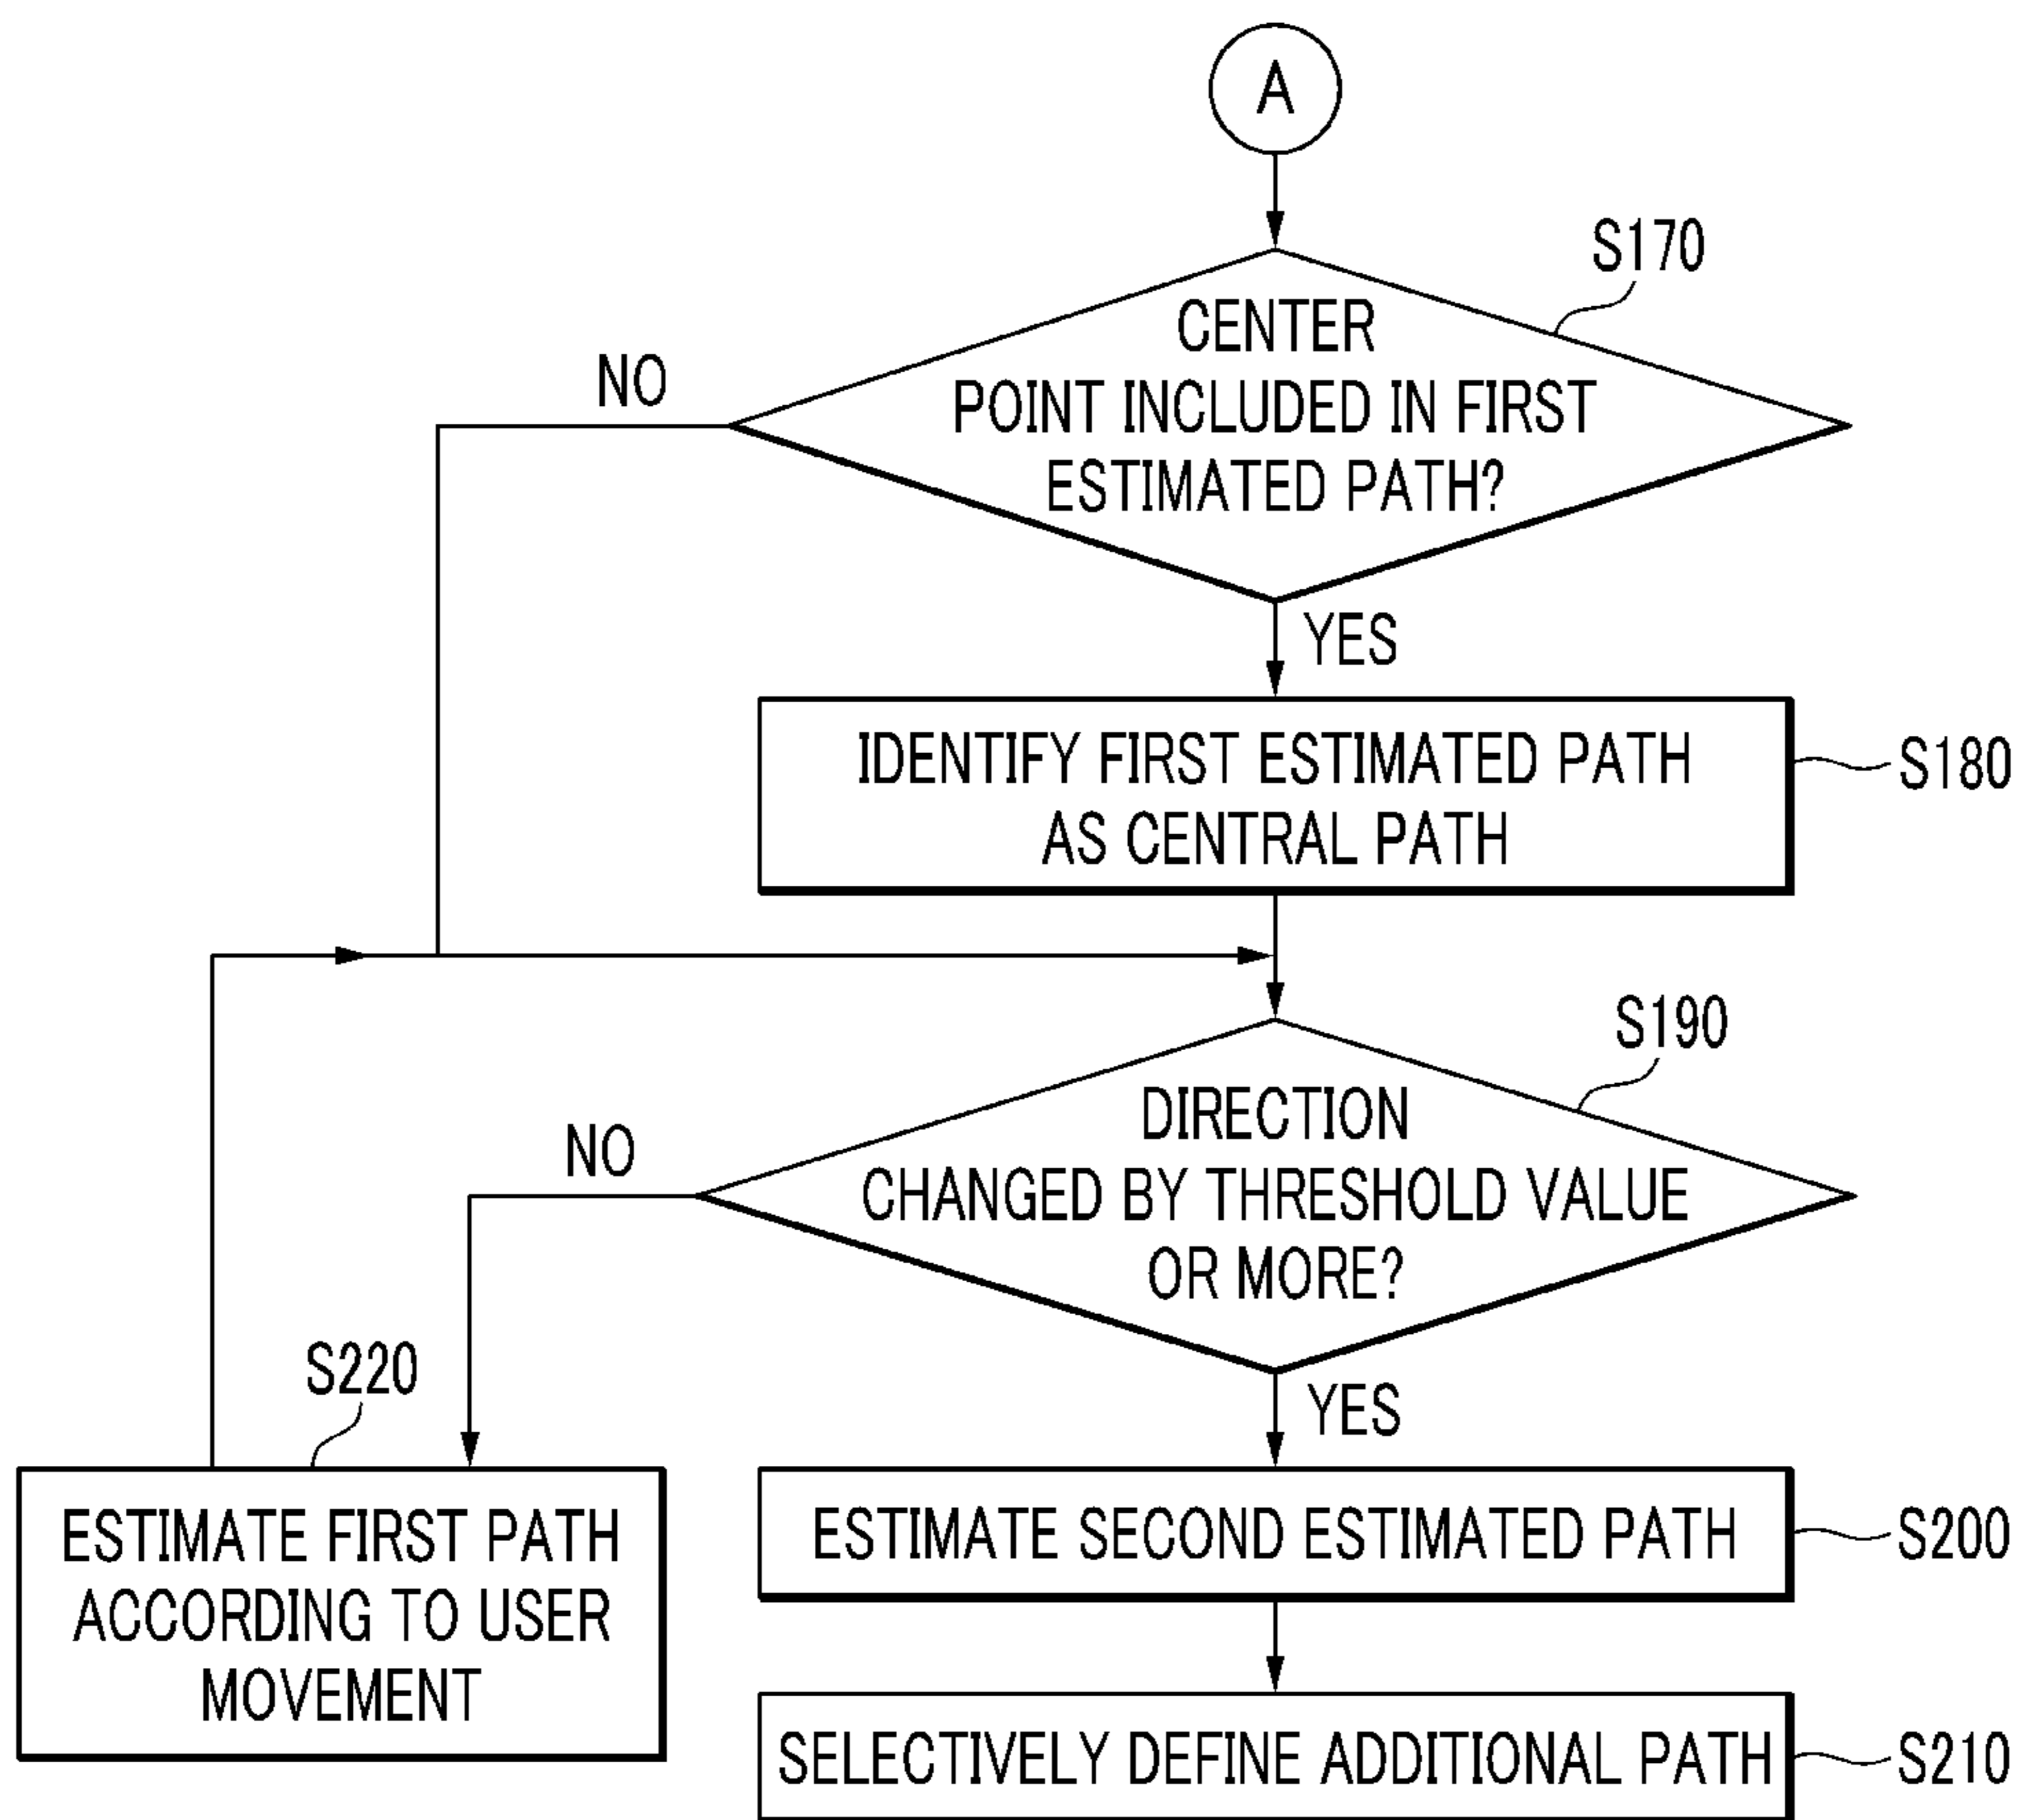 A
S170
CENTER
POINT INCLUDED IN FIRST
ESTIMATED PATH?
NO
YES
IDENTIFY FIRST ESTIMATED PATH
AS CENTRAL PATH
S180
S190
DIRECTION
CHANGED BY THRESHOLD VALUE
OR MORE?
NO
YES
S220
ESTIMATE FIRST PATH
ACCORDING TO USER
MOVEMENT
ESTIMATE SECOND ESTIMATED PATH
S200
SELECTIVELY DEFINE ADDITIONAL PATH
S210